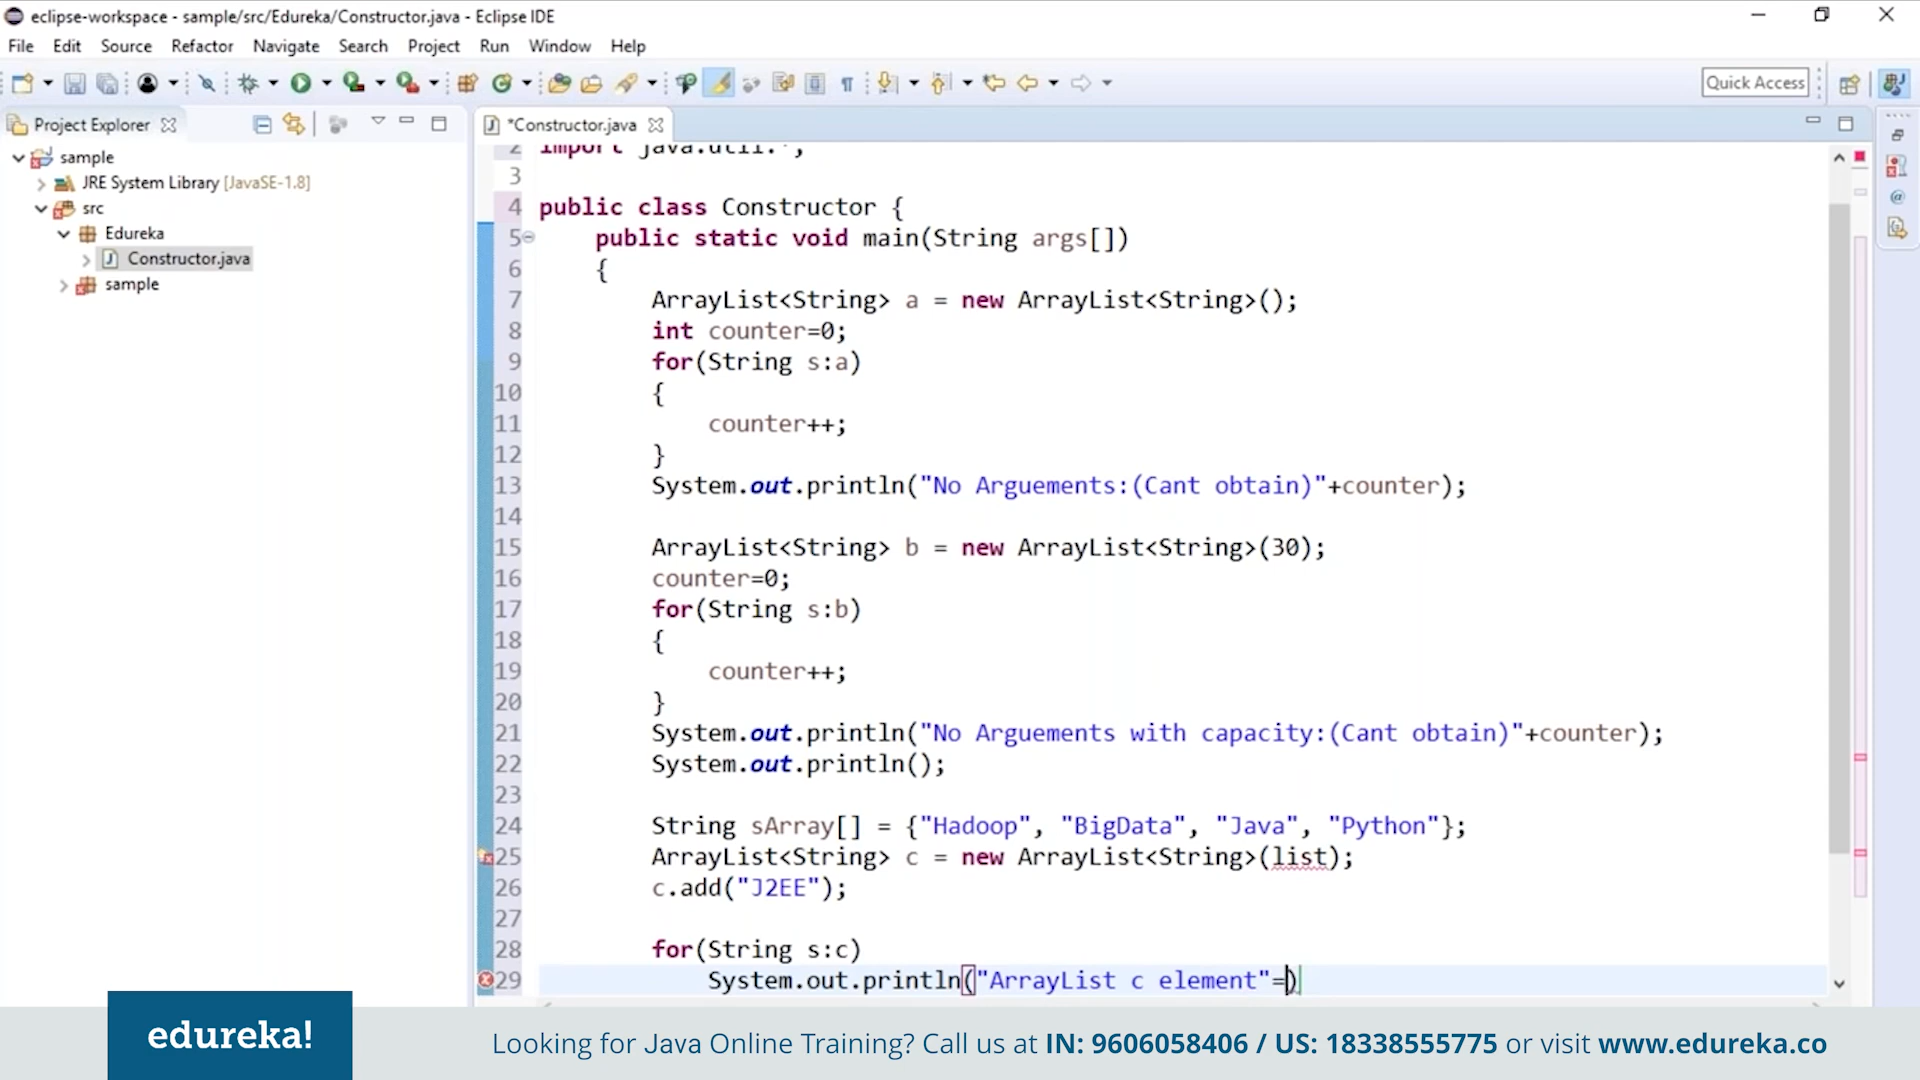 eclipse-workspace - sample/src/Edureka/Constructor.java - Eclipse IDE
File Edit Source Refactor Navigate Search Project Run Window Help
Quick Access
Project Explorer
*Constructor.java
sample
JRE System Library [JavaSE-1.8]
src
Edureka
Constructor.java
sample
2 import java.util.*;
3
4 public class Constructor {
5 public static void main(String args[])
6 {
7 ArrayList<String> a = new ArrayList<String>();
8 int counter=0;
9 for(String s:a)
10 {
11 counter++;
12 }
13 System.out.println("No Arguements:(Cant obtain)"+counter);
14
15 ArrayList<String> b = new ArrayList<String>(30);
16 counter=0;
17 for(String s:b)
18 {
19 counter++;
20 }
21 System.out.println("No Arguements with capacity:(Cant obtain)"+counter);
22 System.out.println();
23
24 String sArray[] = {"Hadoop", "BigData", "Java", "Python"};
25 ArrayList<String> c = new ArrayList<String>(list);
26 c.add("J2EE");
27
28 for(String s:c)
29 System.out.println("ArrayList c element"=)
edureka!
Looking for Java Online Training? Call us at IN: 9606058406 / US: 18338555775 or visit www.edureka.co